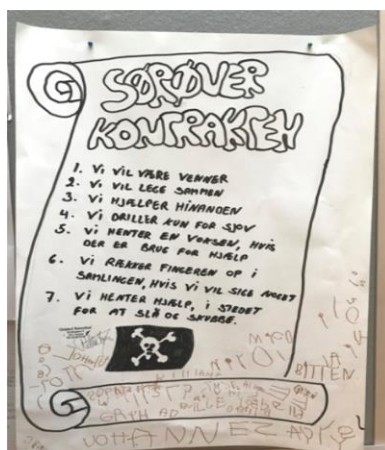 SØRØVER
KONTRAKTEN
1. Vi VIL VÆRE VENNER
2. Vi VIL LEGE SAMMEN
3. Vi HJÆLPER HINANDEN
4. Vi DRILLER KUN FOR SJOV
5. Vi HENTER EN VOKSEN, HVIS
DER ER BRUG FOR HJÆLP
6. Vi RÆKKER FINGEREN OP i
SAMLINGEN, HVIS Vi VIL SIGE NOGET
7. Vi HENTER HJÆLP, i STEDET
FOR AT SLÅ OG SKUBBE.
BITTEN